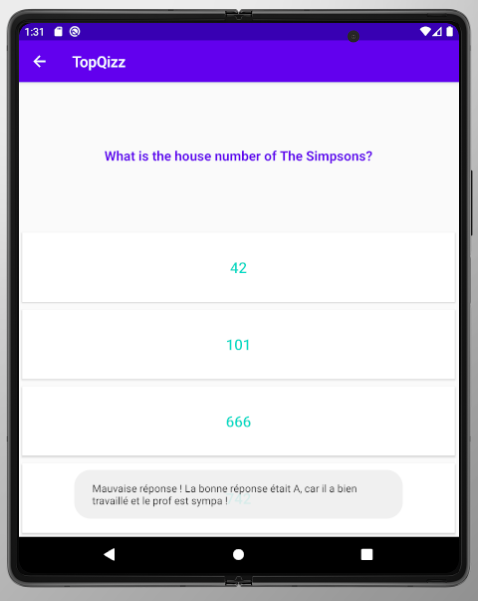 1:31
TopQizz
What is the house number of The Simpsons?
42
101
666
Mauvaise réponse ! La bonne réponse était A, car il a bien
travaillé et le prof est sympa !